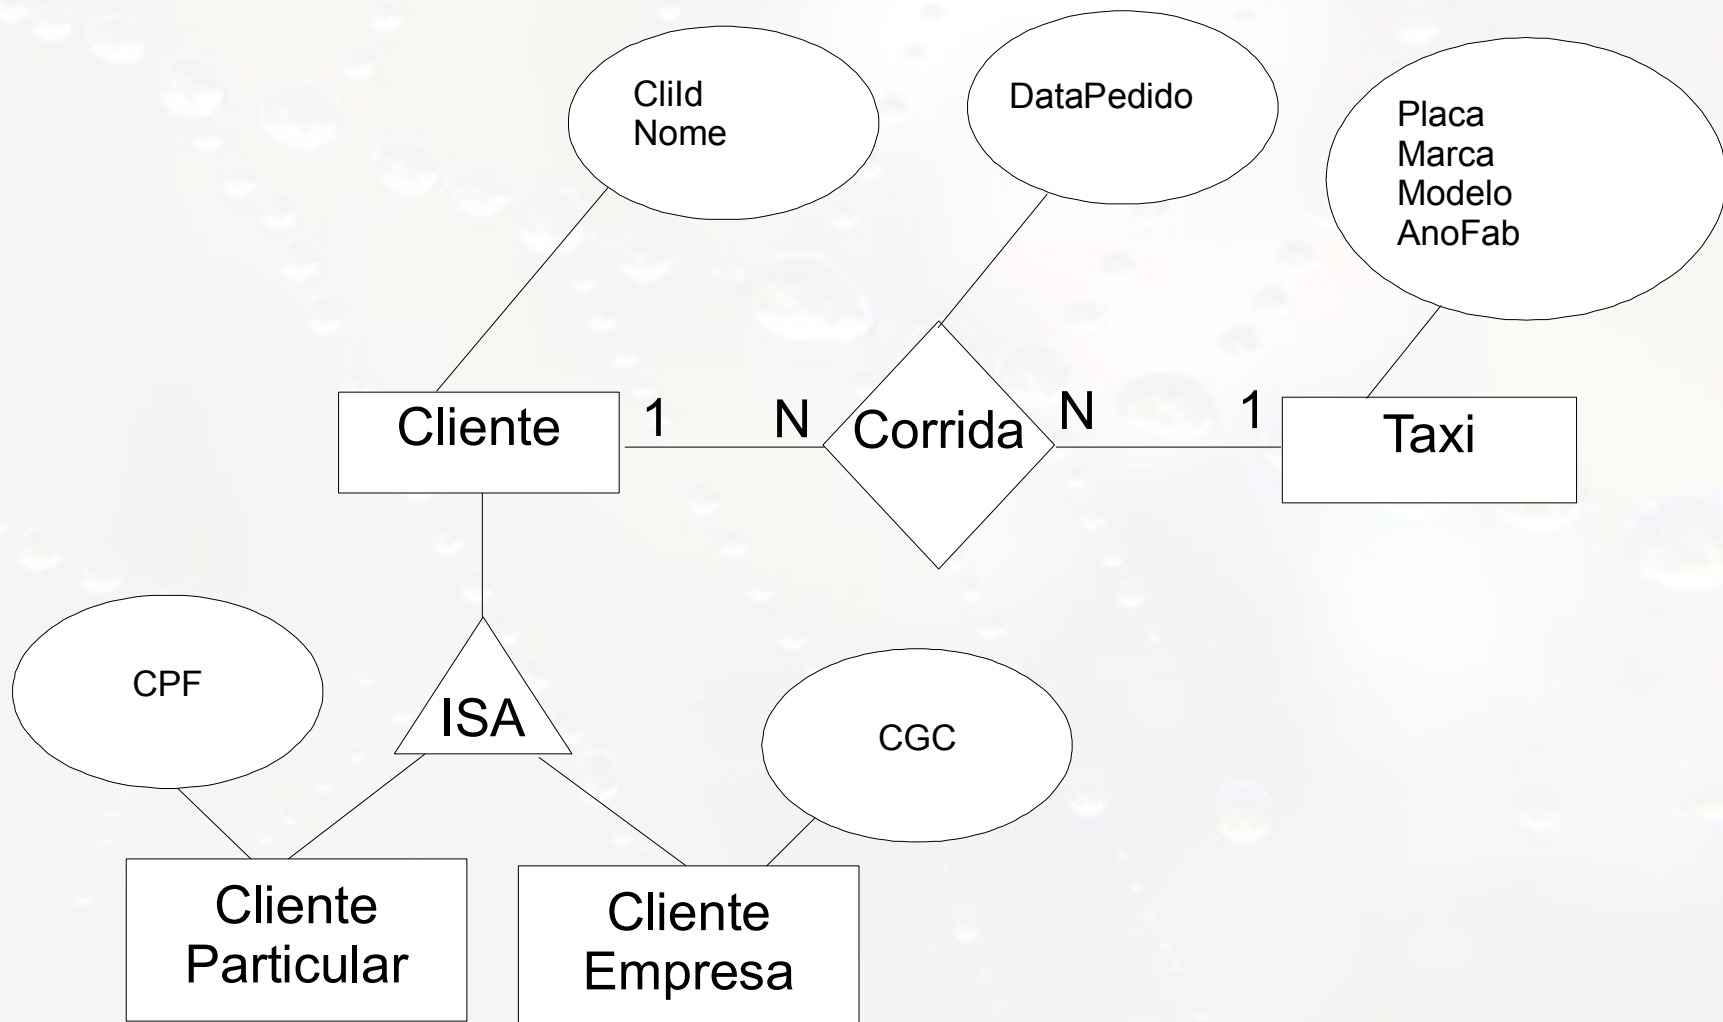 CliId
Nome
DataPedido
Placa
Marca
Modelo
AnoFab
Cliente
1
N
Corrida
N
1
Taxi
CPF
ISA
CGC
Cliente
Particular
Cliente
Empresa